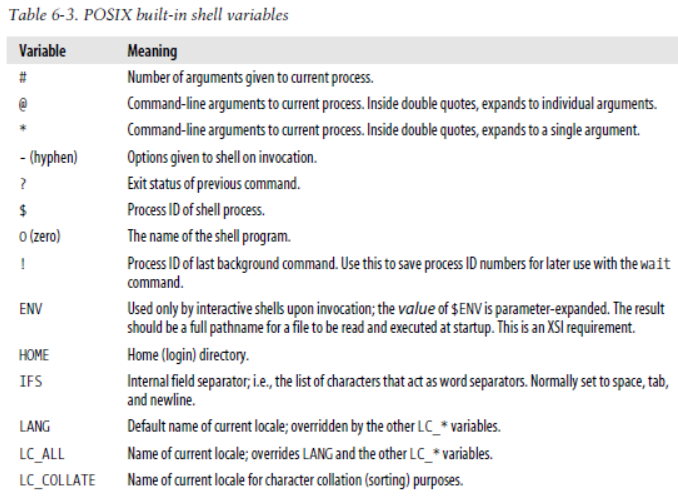 Table 6-3. POSIX built-in shell variables
Variable Meaning
# Number of arguments given to current process.
@ Command-line arguments to current process. Inside double quotes, expands to individual arguments.
* Command-line arguments to current process. Inside double quotes, expands to a single argument.
- (hyphen) Options given to shell on invocation.
? Exit status of previous command.
$ Process ID of shell process.
0 (zero) The name of the shell program.
! Process ID of last background command. Use this to save process ID numbers for later use with the wait
command.
ENV Used only by interactive shells upon invocation; the value of $ENV is parameter-expanded. The result
should be a full pathname for a file to be read and executed at startup. This is an XSI requirement.
HOME Home (login) directory.
IFS Internal field separator; i.e., the list of characters that act as word separators. Normally set to space, tab,
and newline.
LANG Default name of current locale; overridden by the other LC_* variables.
LC_ALL Name of current locale; overrides LANG and the other LC_* variables.
LC_COLLATE Name of current locale for character collation (sorting) purposes.